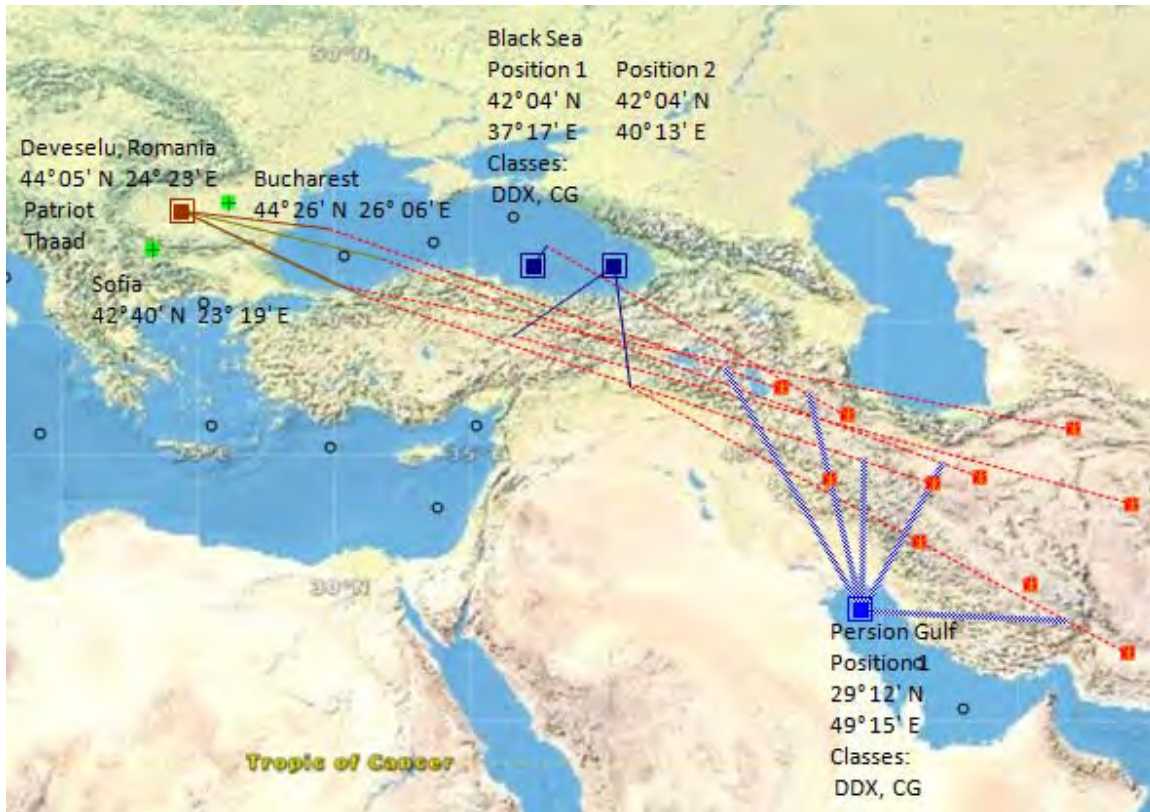 50°N
Black Sea
Position 1 Position 2
42° 04' N 42° 04' N
37° 17' E 40° 13' E
Classes:
DDX, CG
Deveselu, Romania
44° 05' N 24° 23' E
Patriot
Thaad
Bucharest
44° 26' N 26° 06' E
Sofia
42° 40' N 23° 19' E
30°N
Persion Gulf
Position 1
29° 12' N
49° 15' E
Classes:
DDX, CG
Tropic of Cancer